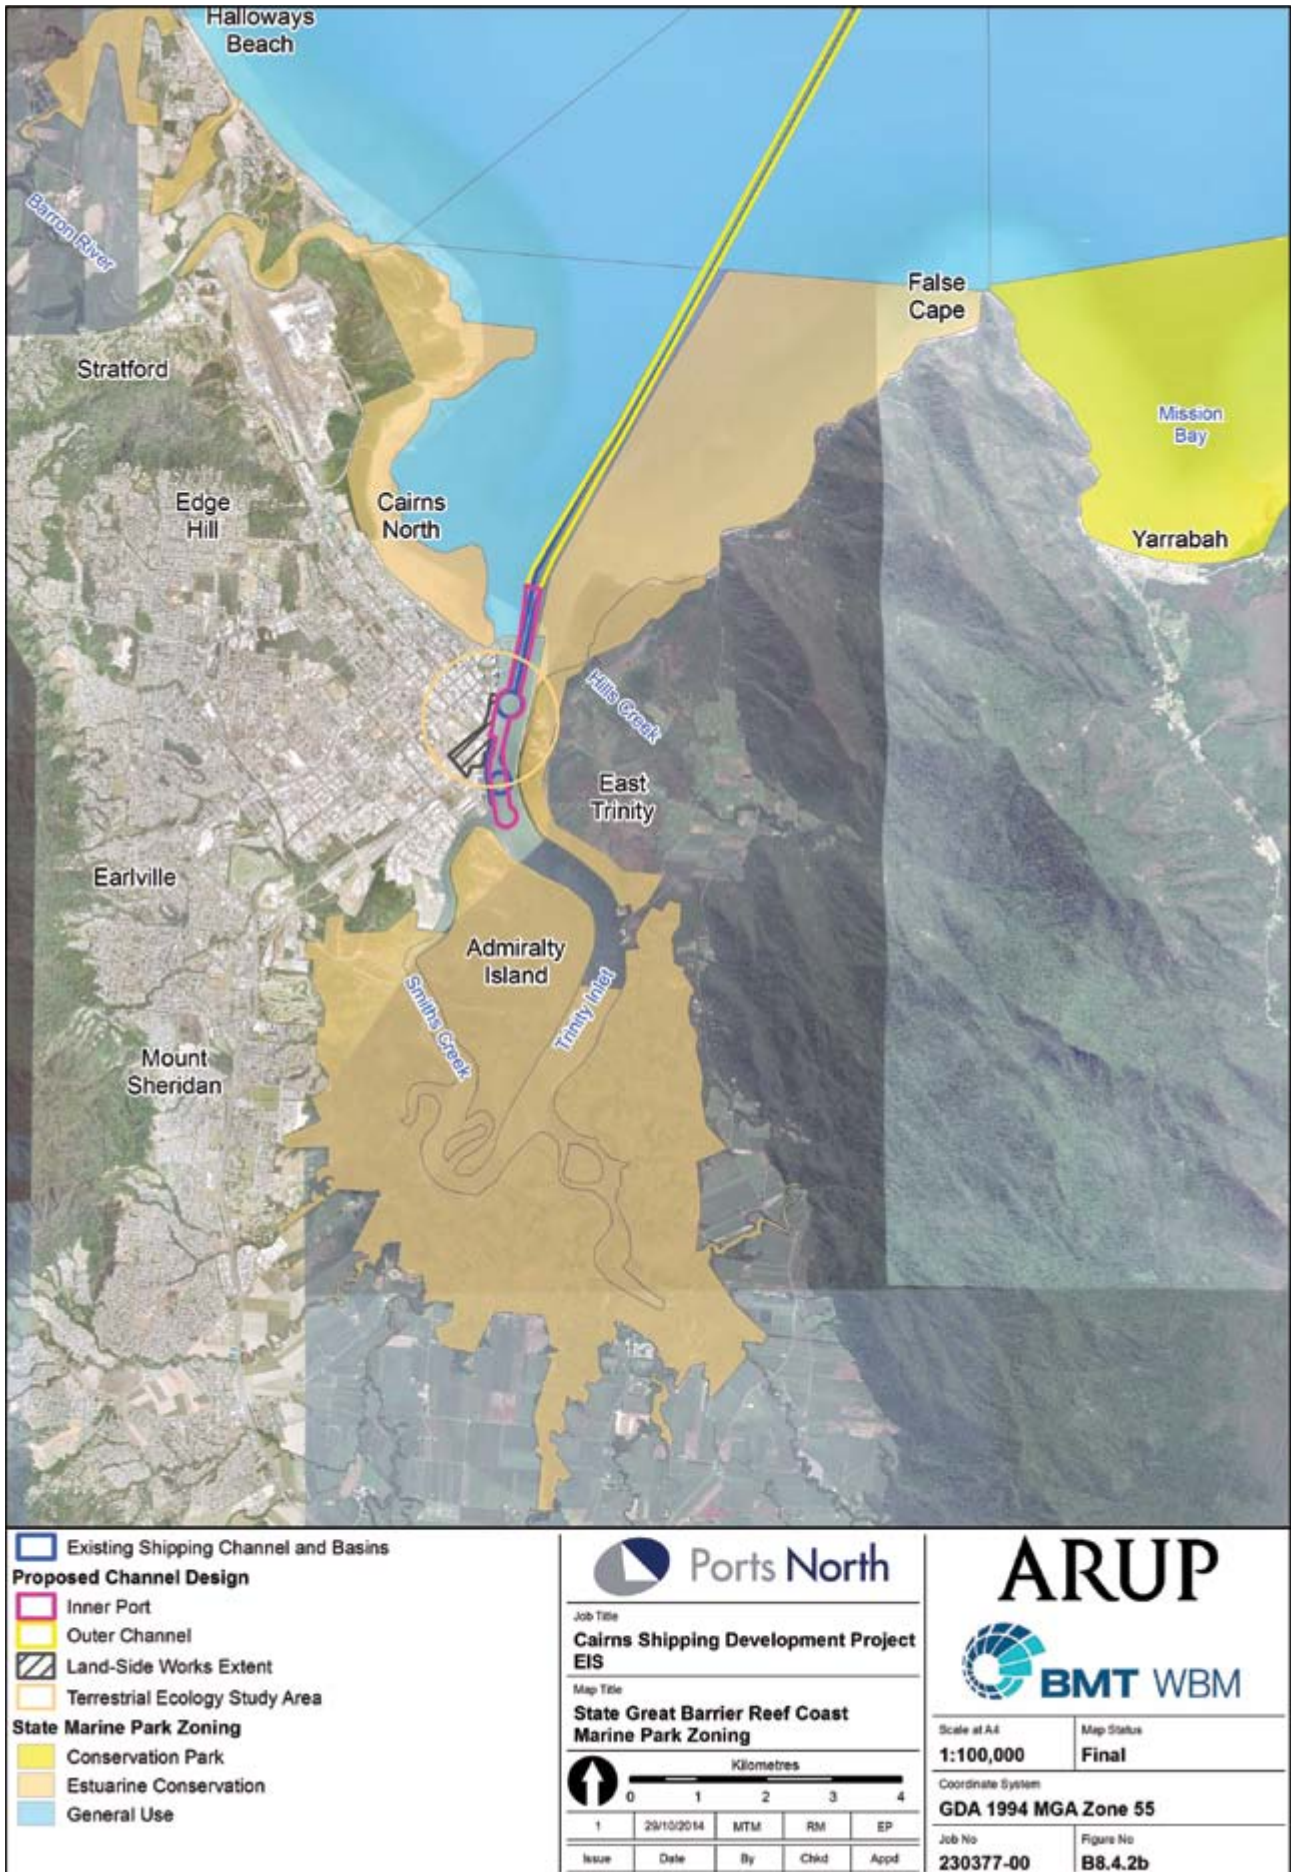 Halloways
Beach
Barron River
False
Cape
Stratford
Mission
Bay
Edge
Hill
Cairns
North
Yarrabah
Hills Creek
East
Trinity
Earlville
Admiralty
Island
Smiths Creek
Trinity Inlet
Mount
Sheridan
Existing Shipping Channel and Basins
Proposed Channel Design
Inner Port
Outer Channel
Land-Side Works Extent
Terrestrial Ecology Study Area
State Marine Park Zoning
Conservation Park
Estuarine Conservation
General Use
Ports North
Job Title
Cairns Shipping Development Project
EIS
Map Title
State Great Barrier Reef Coast
Marine Park Zoning
Kilometres
0 1 2 3 4
1 29/10/2014 MTM RM EP
Issue Date By Chkd Appd
ARUP
BMT WBM
Scale at A4
1:100,000
Map Status
Final
Coordinate System
GDA 1994 MGA Zone 55
Job No
230377-00
Figure No
B8.4.2b